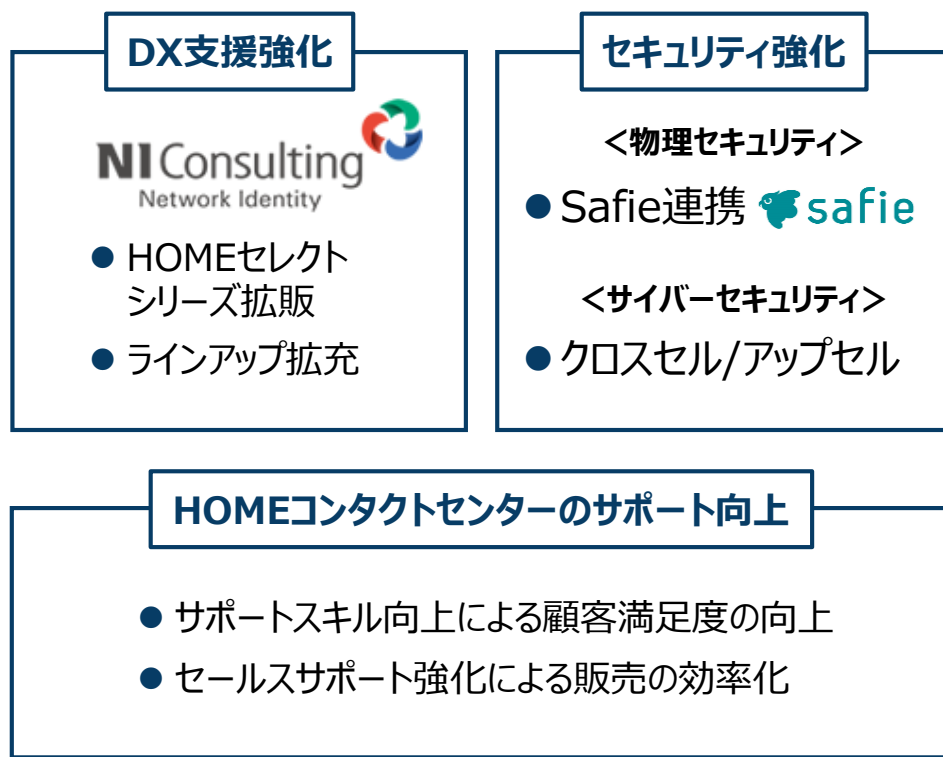 DX支援強化
NI Consulting
Network Identity
● HOMEセレクト
シリーズ拡販
● ラインアップ拡充
セキュリティ強化
<物理セキュリティ>
● Safie連携 safie
<サイバーセキュリティ>
● クロスセル/アップセル
HOMEコンタクトセンターのサポート向上
● サポートスキル向上による顧客満足度の向上
● セールスサポート強化による販売の効率化